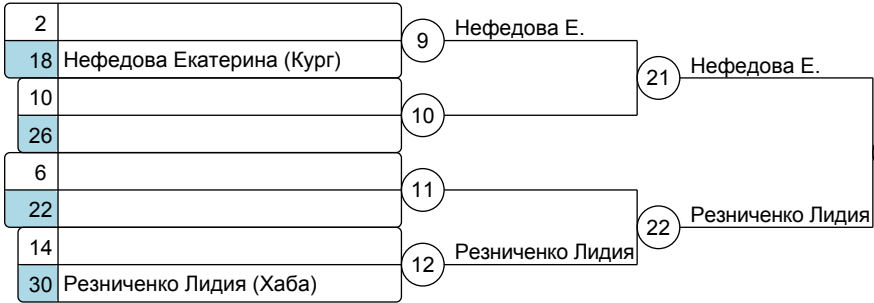 2
9
Нефедова Е.
18 Нефедова Екатерина (Кург)
21
Нефедова Е.
10
10
26
6
11
22
22
Резниченко Лидия
14
12
Резниченко Лидия
30 Резниченко Лидия (Хаба)